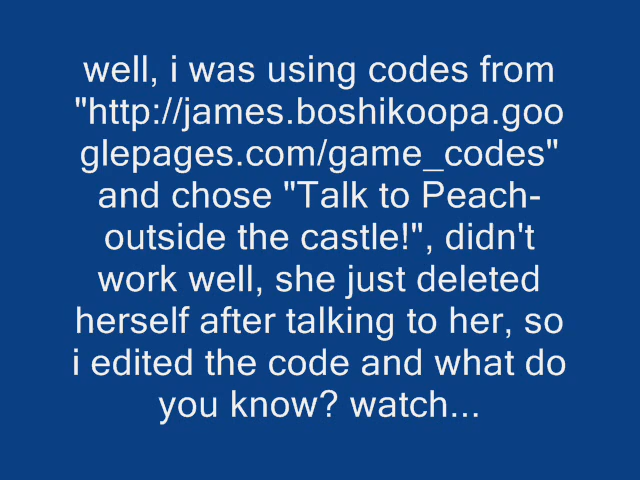 well, i was using codes from
"http://james.boshikoopa.goo
glepages.com/game_codes"
and chose "Talk to Peach-
outside the castle!", didn't
work well, she just deleted
herself after talking to her, so
i edited the code and what do
you know? watch...